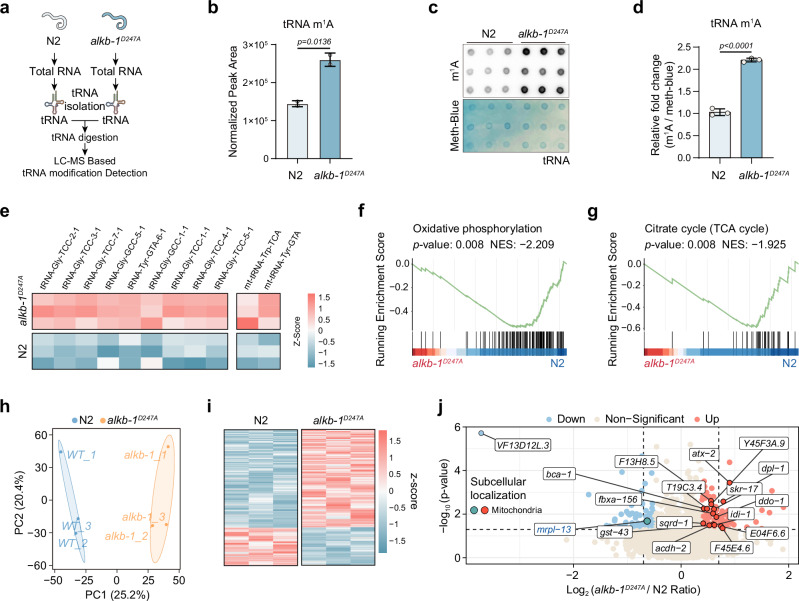 a
N2
alkb-1D247A
Total RNA
Total RNA
tRNA
isolation
tRNA
tRNA
tRNA digestion
LC-MS Based
tRNA modification Detection
b
tRNA m1A
p=0.0136
Normalized Peak Area
3×10⁵
2×10⁵
1×10⁵
0
N2
alkb-1D247A
c
N2
alkb-1D247A
m1A
Meth-Blue
tRNA
d
tRNA m1A
p<0.0001
Relative fold change
(m1A / meth-blue)
2.5
2.0
1.5
1.0
0.5
0.0
N2
alkb-1D247A
e
tRNA-Gly-TCC-2-1
tRNA-Gly-TCC-3-1
tRNA-Gly-TCC-7-1
tRNA-Gly-GCC-5-1
tRNA-Tyr-GTA-6-1
tRNA-Gly-GCC-1-1
tRNA-Gly-TCC-1-1
tRNA-Gly-TCC-4-1
tRNA-Gly-TCC-5-1
mt-tRNA-Trp-TCA
mt-tRNA-Tyr-GTA
alkb-1D247A
N2
Z-Score
1.5
1.0
0.5
0
−0.5
−1.0
−1.5
f
Oxidative phosphorylation
p-value: 0.008 NES: −2.209
Running Enrichment Score
0.0
−0.2
−0.4
alkb-1D247A
N2
g
Citrate cycle (TCA cycle)
p-value: 0.008 NES: −1.925
Running Enrichment Score
0.0
−0.2
−0.4
−0.6
alkb-1D247A
N2
h
N2
alkb-1D247A
PC2 (20.4%)
60
30
0
−30
−60
WT_1
WT_3
WT_2
alkb-1_1
alkb-1_3
alkb-1_2
−50
−25
0
25
50
PC1 (25.2%)
i
N2
alkb-1D247A
z-score
1.5
1.0
0.5
0
−0.5
−1.0
−1.5
j
Down
Non-Significant
Up
−log10 (p-value)
6
4
2
0
VF13D12L.3
Subcellular
localization
Mitochondria
mrpl-13
bca-1
fbxa-156
gst-43
F13H8.5
T19C3.4
sqrd-1
acdh-2
atx-2
Y45F3A.9
dpl-1
skr-17
ddo-1
idi-1
E04F6.6
F45E4.6
−2
0
2
Log2 (alkb-1D247A / N2 Ratio)